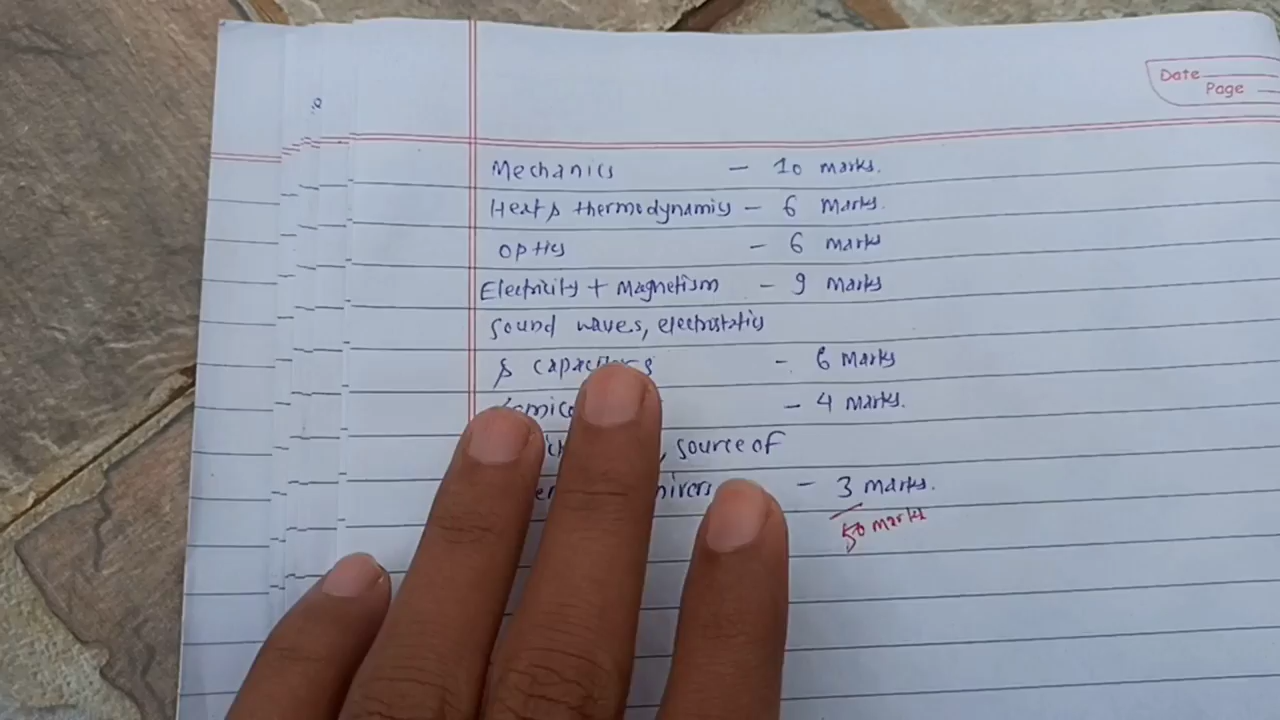 Date
Page
Mechanics - 10 marks.
Heat & thermodynamics - 6 marks.
optics - 6 marks
Electricity + Magnetism - 9 marks
sound waves, electrostatics
& capacitors - 6 marks
- 4 marks.
, source of
- 3 marks.
50 marks